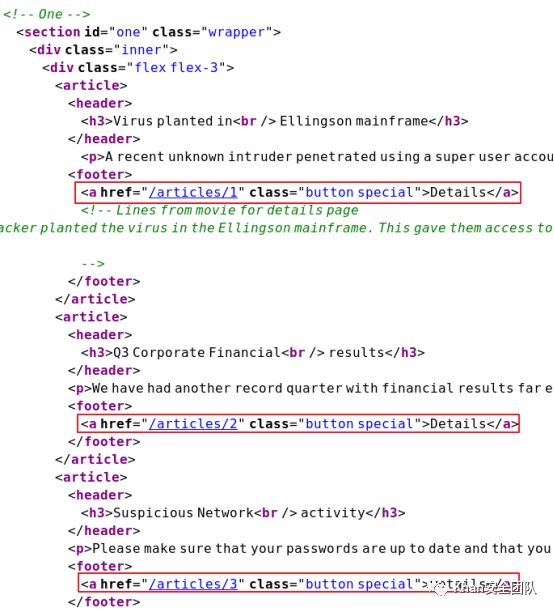 <!-- One -->
<section id="one" class="wrapper">
<div class="inner">
<div class="flex flex-3">
<article>
<header>
<h3>Virus planted in<br /> Ellingson mainframe</h3>
</header>
<p>A recent unknown intruder penetrated using a super user accou
<footer>
<a href="/articles/1" class="button special">Details</a>
<!-- Lines from movie for details page
acker planted the virus in the Ellingson mainframe. This gave them access to
-->
</footer>
</article>
<article>
<header>
<h3>Q3 Corporate Financial<br /> results</h3>
</header>
<p>We have had another record quarter with financial results far e
<footer>
<a href="/articles/2" class="button special">Details</a>
</footer>
</article>
<article>
<header>
<h3>Suspicious Network<br /> activity</h3>
</header>
<p>Please make sure that your passwords are up to date and that you
<footer>
<a href="/articles/3" class="button special">Details</a>
</footer>
Khan安全团队